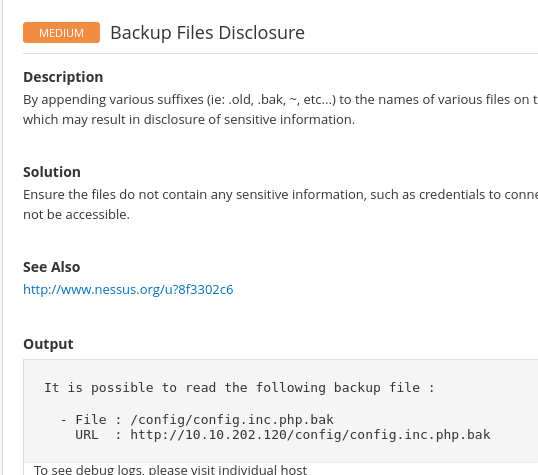 MEDIUM Backup Files Disclosure
Description
By appending various suffixes (ie: .old, .bak, ~, etc...) to the names of various files on
which may result in disclosure of sensitive information.
Solution
Ensure the files do not contain any sensitive information, such as credentials to
not be accessible.
See Also
http://www.nessus.org/u?8f3302c6
Output
It is possible to read the following backup file :
- File : /config/config.inc.php.bak
URL : http://10.10.202.120/config/config.inc.php.bak
To see debug logs, please visit individual host